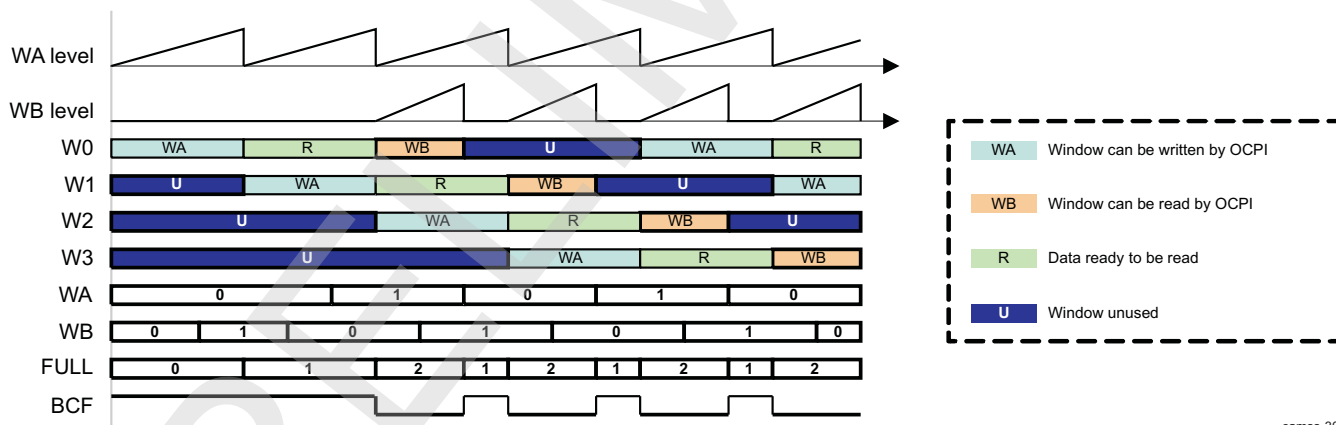 WA level
WB level
W0 WA R WB U WA R
W1 U WA R WB U WA
W2 U WA R WB U
W3 U WA R WB
WA 0 1 0 1 0
WB 0 1 0 1 0 1 0
FULL 0 1 2 1 2 1 2 1 2
BCF
WA Window can be written by OCPI
WB Window can be read by OCPI
R Data ready to be read
U Window unused